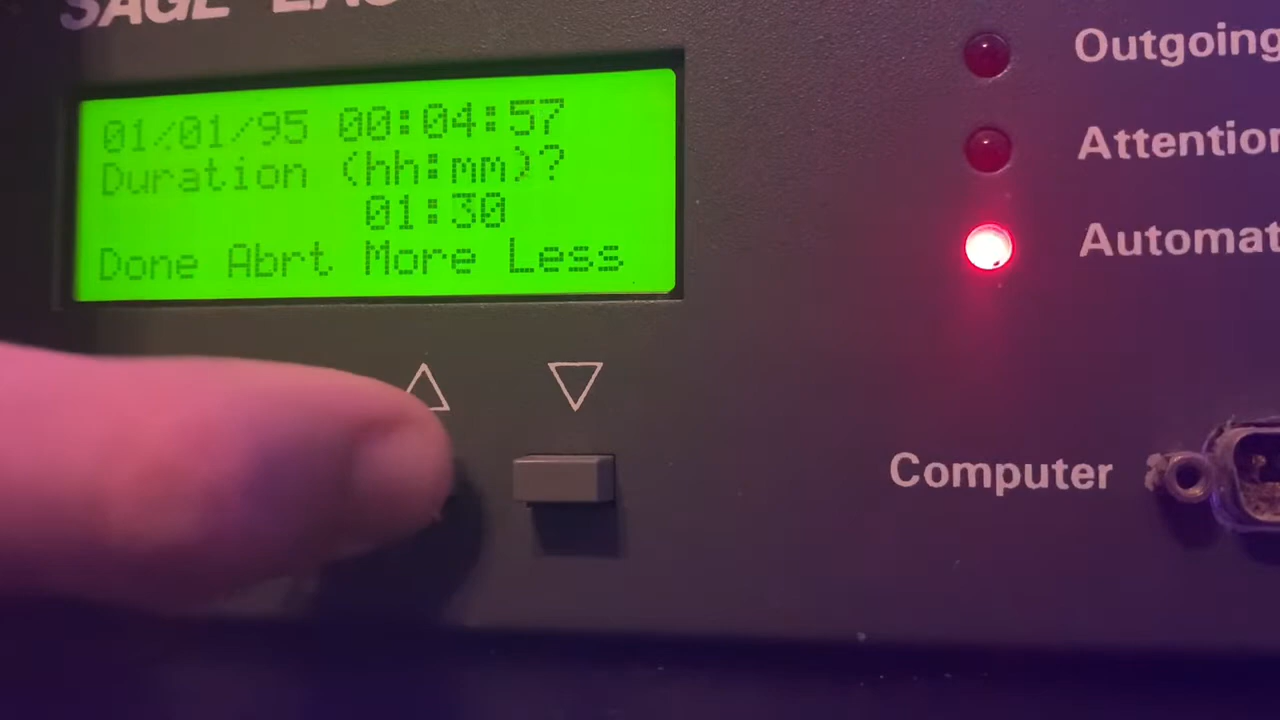 SAGE
01/01/95 00:04:57
Duration (hh:mm)?
01:30
Done Abrt More Less
Outgoing
Attention
Automat
Computer